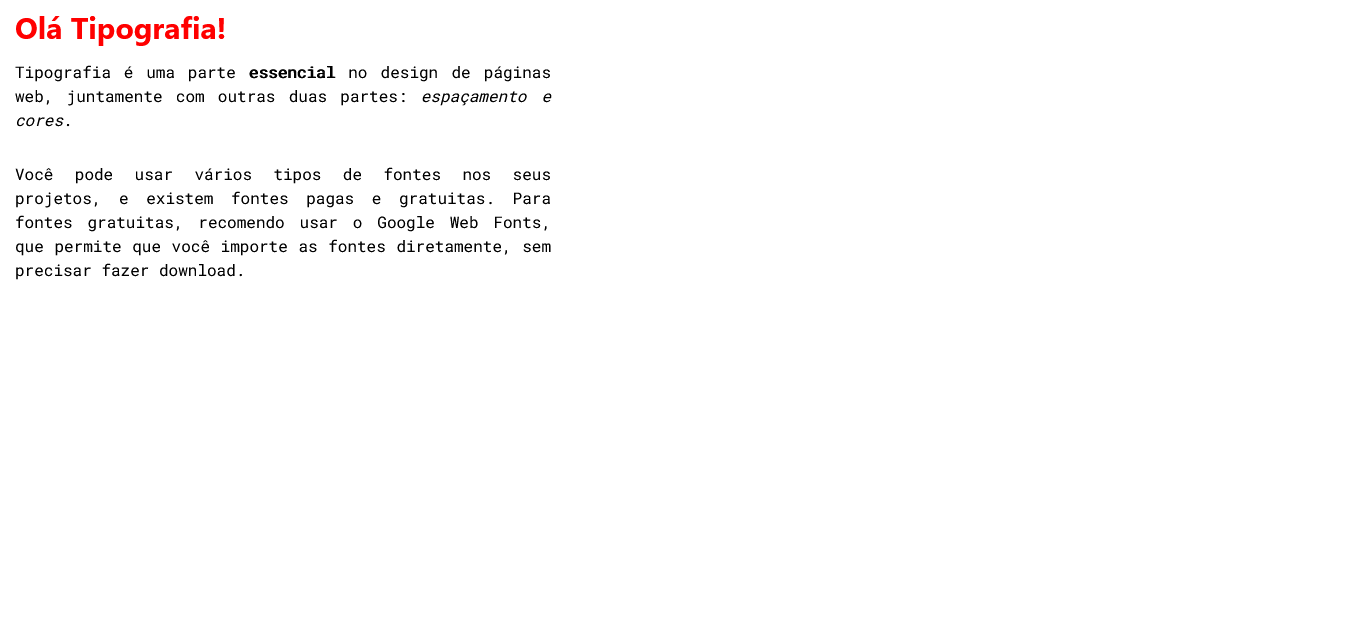 Olá Tipografia!
Tipografia é uma parte essencial no design de páginas
web, juntamente com outras duas partes: espaçamento e
cores.
Você pode usar vários tipos de fontes nos seus
projetos, e existem fontes pagas e gratuitas. Para
fontes gratuitas, recomendo usar o Google Web Fonts,
que permite que você importe as fontes diretamente, sem
precisar fazer download.